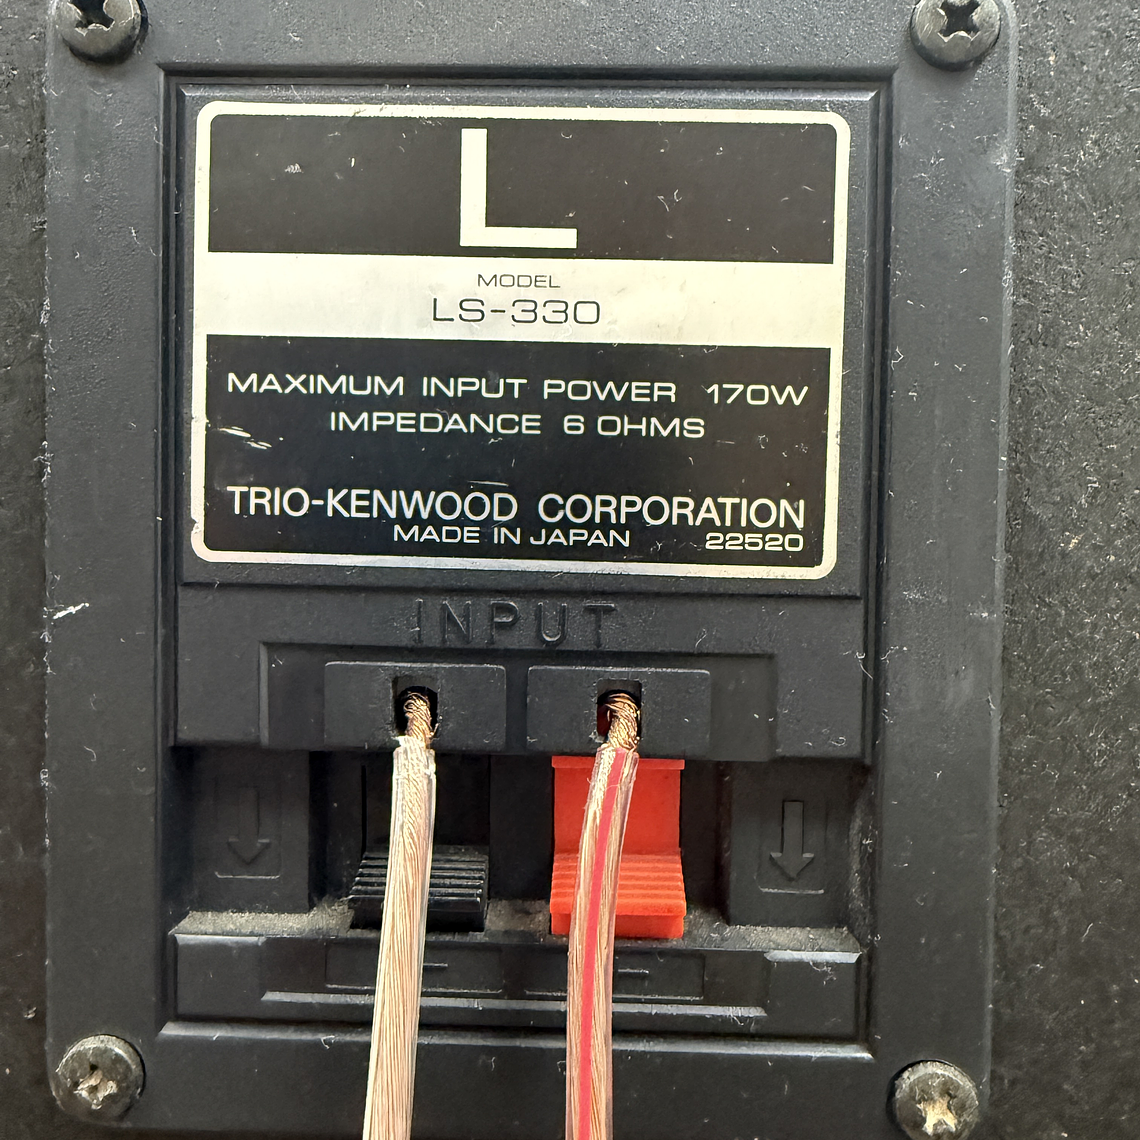 L
MODEL
LS-330
MAXIMUM INPUT POWER 170W
IMPEDANCE 6 OHMS
TRIO-KENWOOD CORPORATION
MADE IN JAPAN 22520
INPUT